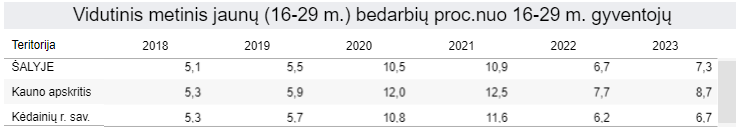 Vidutinis metinis jaunų (16-29 m.) bedarbių proc.nuo 16-29 m. gyventojų
Teritorija 2018 2019 2020 2021 2022 2023
ŠALYJE 5,1 5,5 10,5 10,9 6,7 7,3
Kauno apskritis 5,3 5,9 12,0 12,5 7,7 8,7
Kėdainių r. sav. 5,3 5,7 10,8 11,6 6,2 6,7